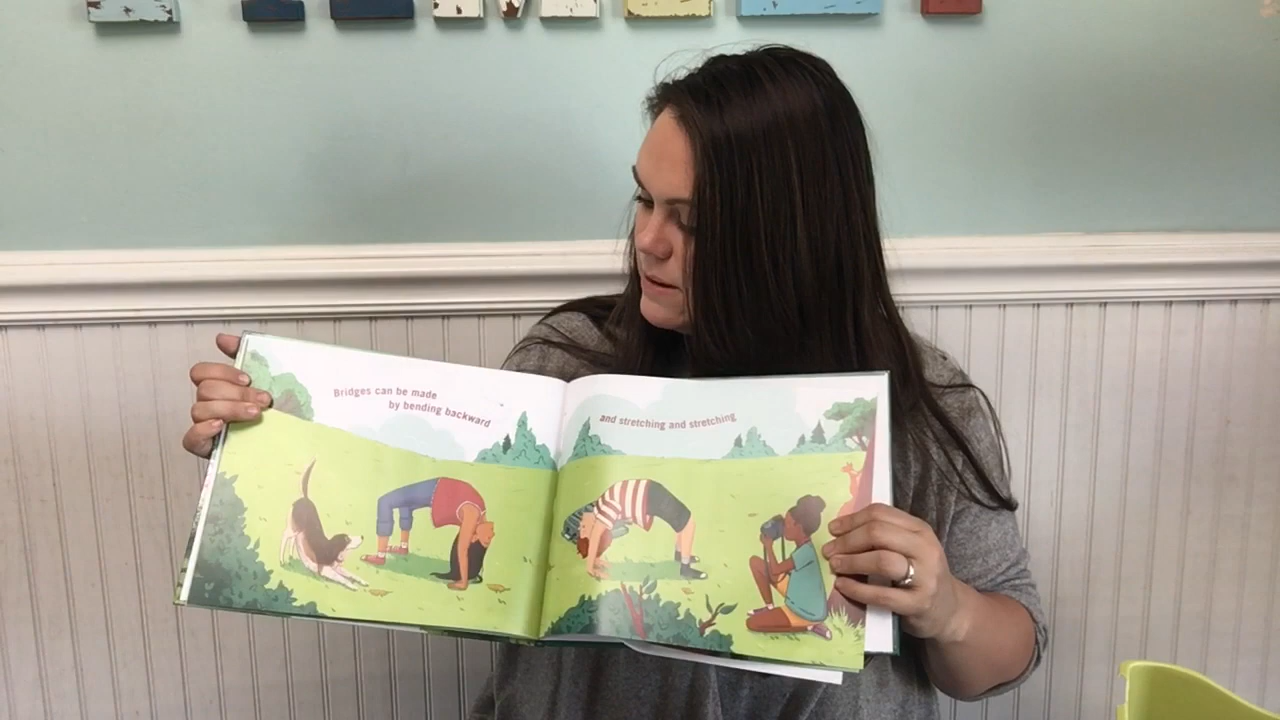 Bridges can be made
by bending backward
and stretching and stretching